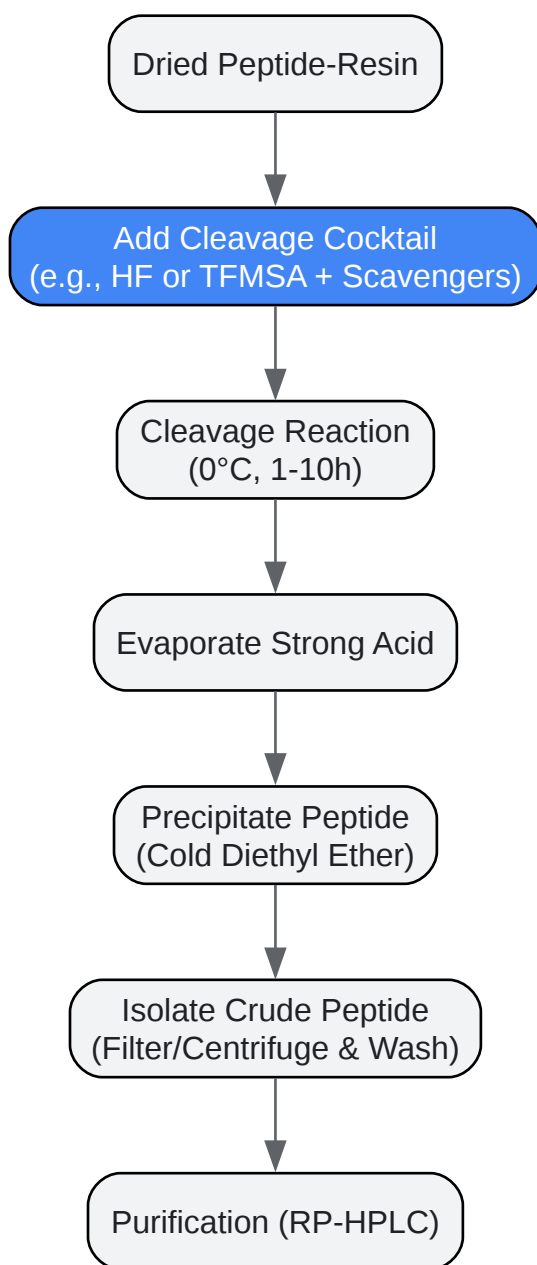 Dried Peptide-Resin
Add Cleavage Cocktail
(e.g., HF or TFMSA + Scavengers)
Cleavage Reaction
(0°C, 1-10h)
Evaporate Strong Acid
Precipitate Peptide
(Cold Diethyl Ether)
Isolate Crude Peptide
(Filter/Centrifuge & Wash)
Purification (RP-HPLC)